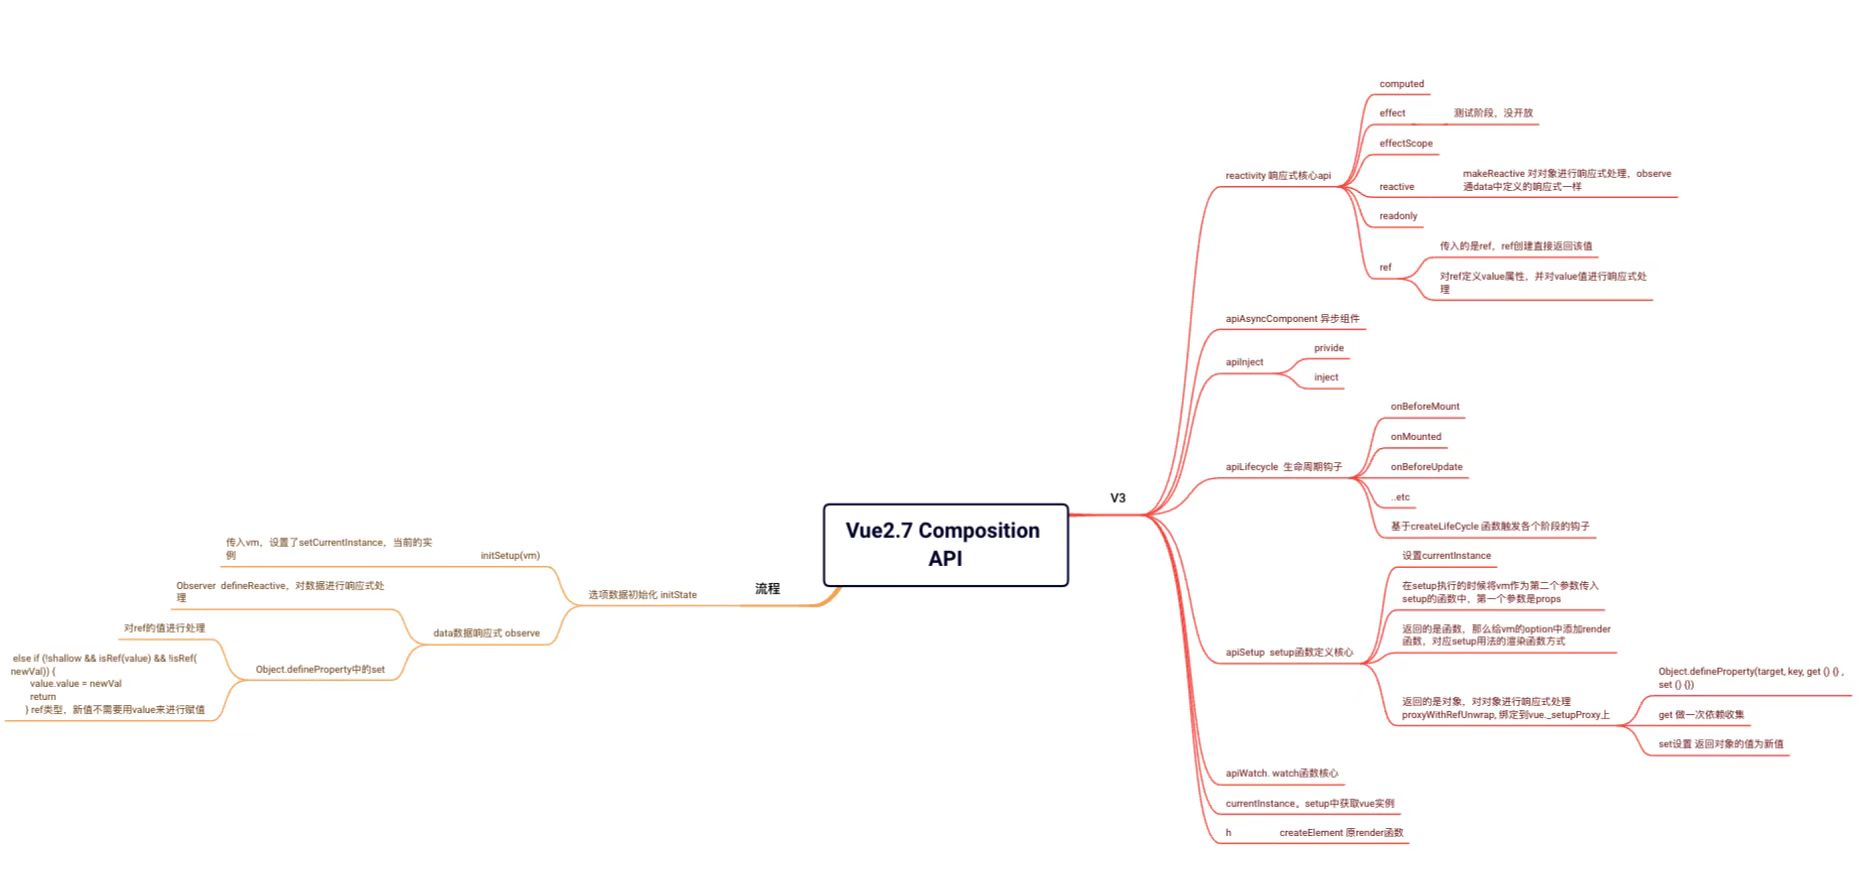 Vue2.7 Composition
API
V3
reactivity 响应式核心api
computed
effect
测试阶段，没开放
effectScope
reactive
makeReactive 对对象进行响应式处理，observe
通data中定义的响应式一样
readonly
ref
传入的是ref，ref创建直接返回该值
对ref定义value属性，并对value值进行响应式处
理
apiAsyncComponent 异步组件
apiInject
privide
inject
apiLifecycle 生命周期钩子
onBeforeMount
onMounted
onBeforeUpdate
..etc
基于createLifeCycle 函数触发各个阶段的钩子
apiSetup setup函数定义核心
设置currentInstance
在setup执行的时候将vm作为第二个参数传入
setup的函数中，第一个参数是props
返回的是函数，那么给vm的option中添加render
函数，对应setup用法的渲染函数方式
返回的是对象，对对象进行响应式处理
proxyWithRefUnwrap, 绑定到vue._setupProxy上
Object.defineProperty(target, key, get () {} ,
set () {})
get 做一次依赖收集
set设置 返回对象的值为新值
apiWatch. watch函数核心
currentInstance。setup中获取vue实例
h
createElement 原render函数
流程
选项数据初始化 initState
initSetup(vm)
传入vm，设置了setCurrentInstance，当前的实
例
data数据响应式 observe
Observer defineReactive，对数据进行响应式处
理
Object.defineProperty中的set
对ref的值进行处理
else if (!shallow && isRef(value) && !isRef(
newVal)) {
value.value = newVal
return
} ref类型，新值不需要用value来进行赋值